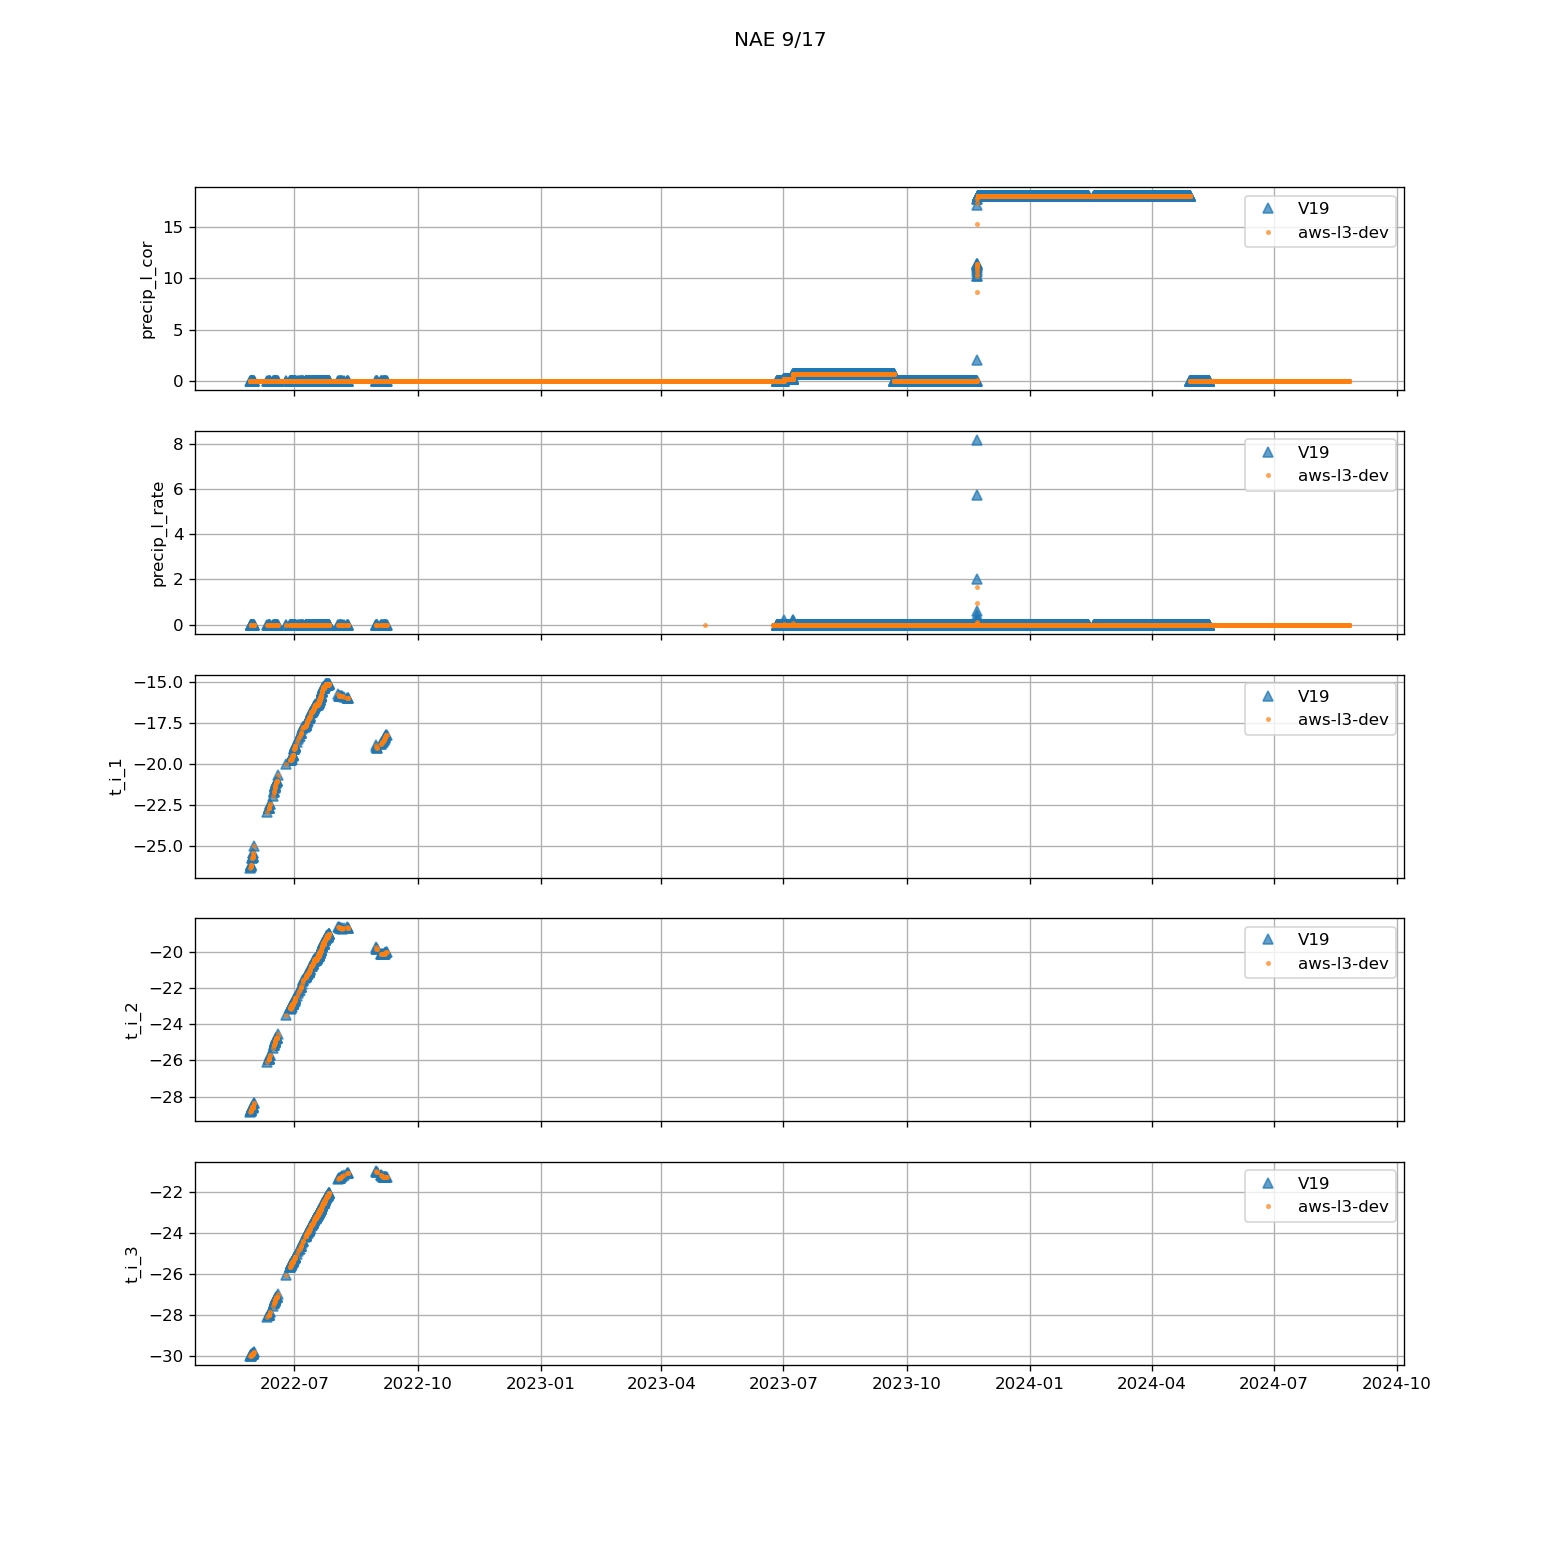 NAE 9/17
precip_l_cor
15
10
5
0
V19
aws-l3-dev
precip_l_rate
8
6
4
2
0
V19
aws-l3-dev
t_i_1
−15.0
−17.5
−20.0
−22.5
−25.0
V19
aws-l3-dev
t_i_2
−20
−22
−24
−26
−28
V19
aws-l3-dev
t_i_3
−22
−24
−26
−28
−30
V19
aws-l3-dev
2022-07 2022-10 2023-01 2023-04 2023-07 2023-10 2024-01 2024-04 2024-07 2024-10